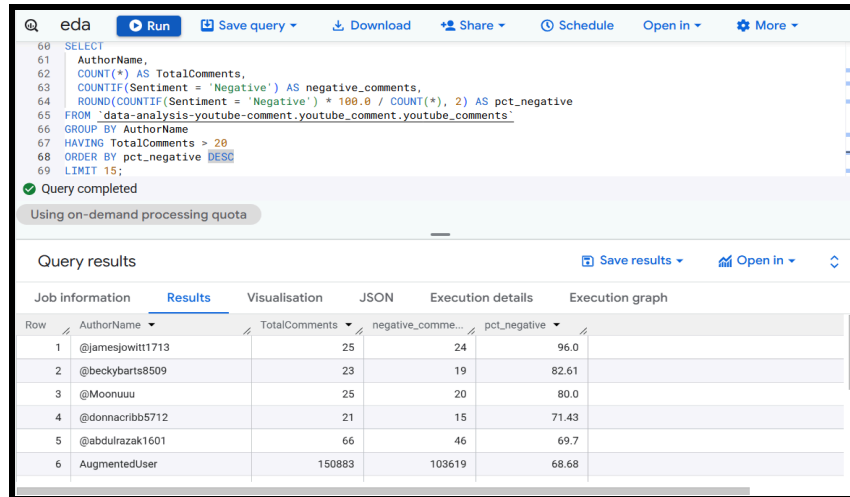 eda Run Save query Download Share Schedule Open in More
60 SELECT
61 AuthorName,
62 COUNT(*) AS TotalComments,
63 COUNTIF(Sentiment = 'Negative') AS negative_comments,
64 ROUND(COUNTIF(Sentiment = 'Negative') * 100.0 / COUNT(*), 2) AS pct_negative
65 FROM `data-analysis-youtube-comment.youtube_comment.youtube_comments`
66 GROUP BY AuthorName
67 HAVING TotalComments > 20
68 ORDER BY pct_negative DESC
69 LIMIT 15;
Query completed
Using on-demand processing quota
Query results Save results Open in
Job information Results Visualisation JSON Execution details Execution graph
Row AuthorName TotalComments negative_comme... pct_negative
1 @jamesjowitt1713 25 24 96.0
2 @beckybarts8509 23 19 82.61
3 @Moonuuu 25 20 80.0
4 @donnacribb5712 21 15 71.43
5 @abdulrazak1601 66 46 69.7
6 AugmentedUser 150883 103619 68.68